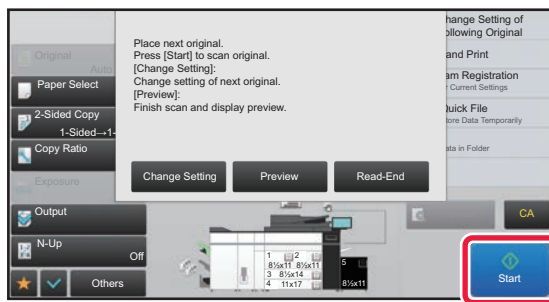 Original
Auto
Paper Select
2-Sided Copy
1-Sided→1-
Copy Ratio
Exposure
Output
N-Up
Off
Others
Place next original.
Press [Start] to scan original.
[Change Setting]:
Change setting of next original.
[Preview]:
Finish scan and display preview.
Change Setting
Preview
Read-End
hange Setting of
ollowing Original
and Print
am Registration
Current Settings
Quick File
tore Data Temporarily
ata in Folder
CA
Start
1 2
8½x11 8½x11
3 8½x14
4 11x17
5
8½x11